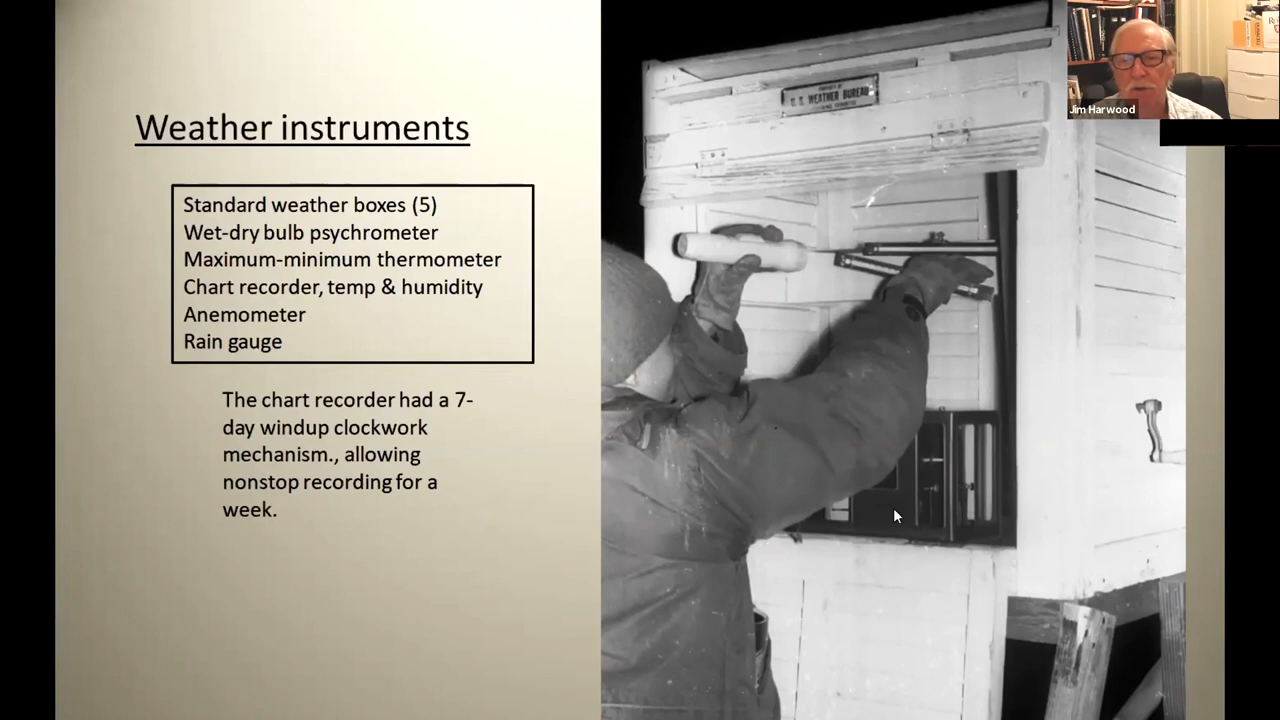 Weather instruments
Standard weather boxes (5)
Wet-dry bulb psychrometer
Maximum-minimum thermometer
Chart recorder, temp & humidity
Anemometer
Rain gauge
The chart recorder had a 7-
day windup clockwork
mechanism., allowing
nonstop recording for a
week.
PROPERTY OF
U. S. WEATHER BUREAU
Jim Harwood